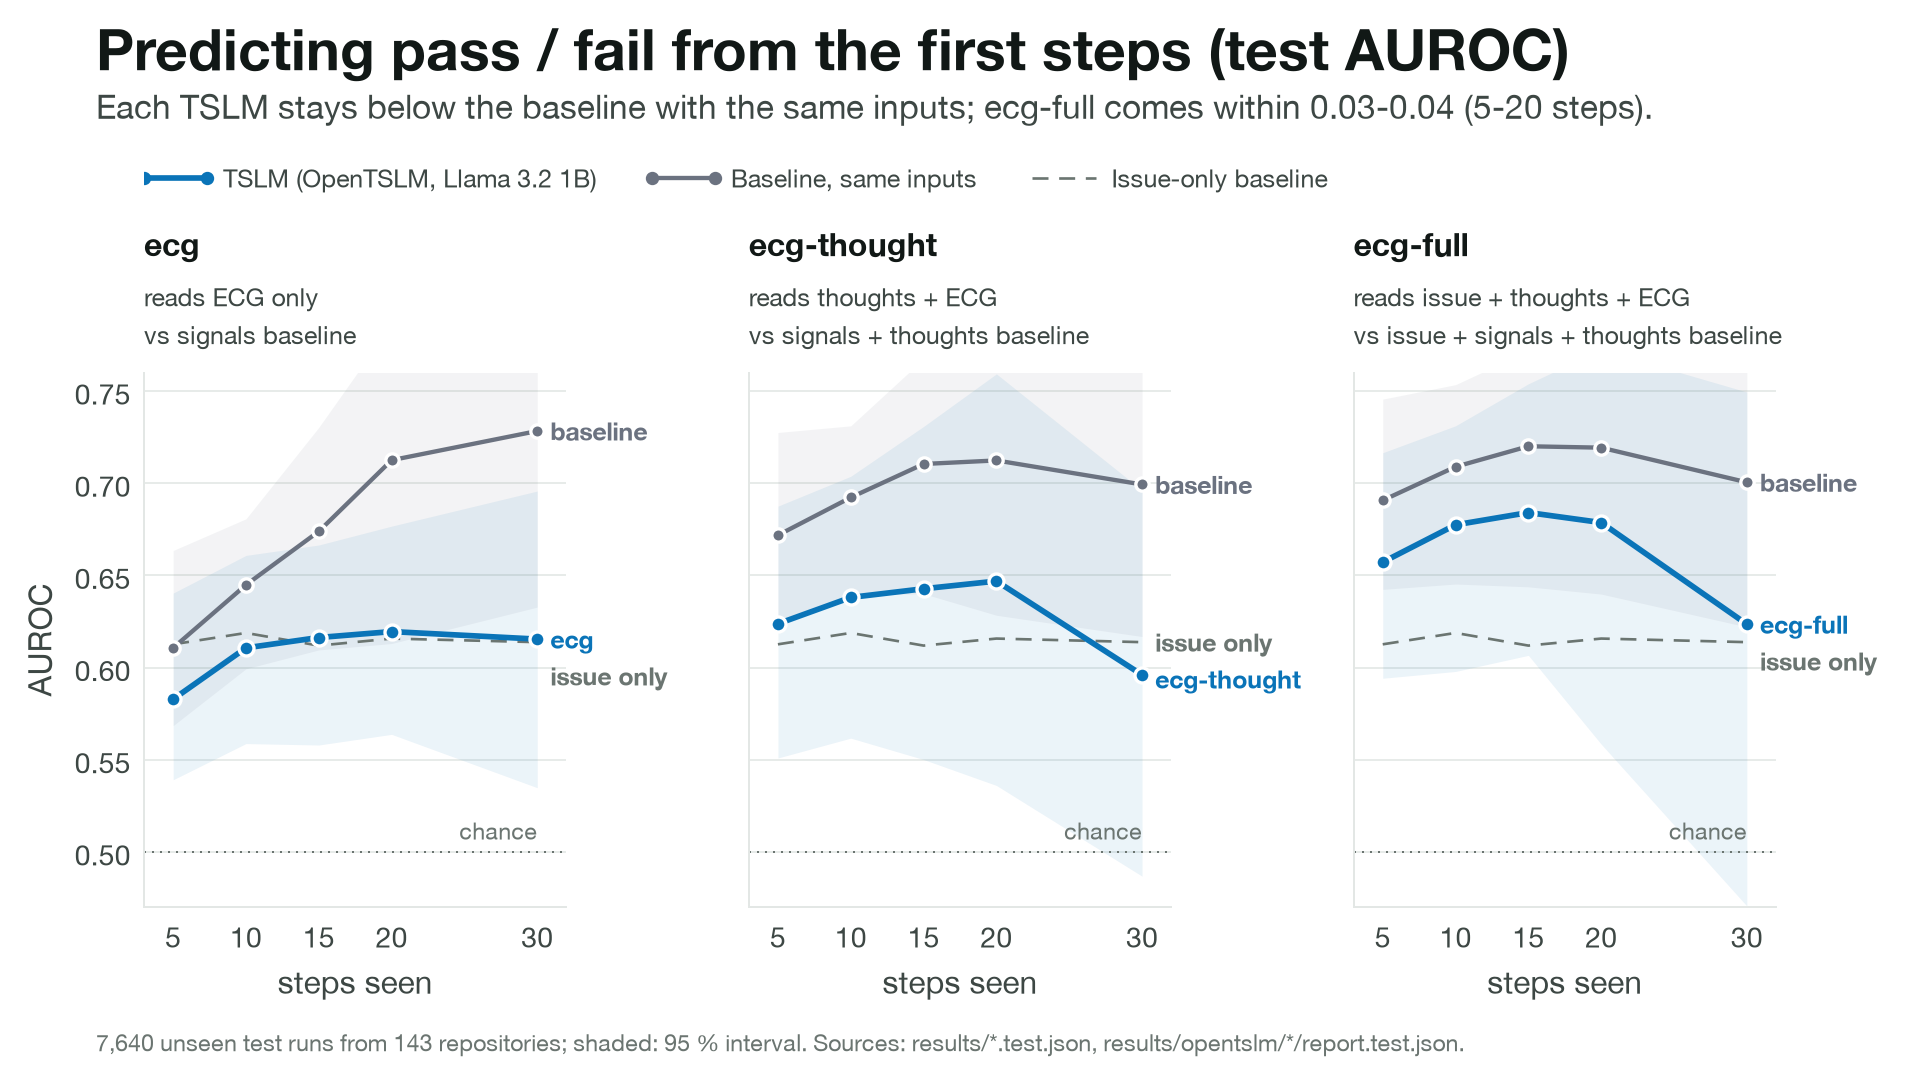 Predicting pass / fail from the first steps (test AUROC)
Each TSLM stays below the baseline with the same inputs; ecg-full comes within 0.03-0.04 (5-20 steps).
TSLM (OpenTSLM, Llama 3.2 1B)
Baseline, same inputs
Issue-only baseline
ecg
reads ECG only
vs signals baseline
AUROC
0.75
0.70
0.65
0.60
0.55
0.50
baseline
ecg
issue only
chance
5 10 15 20 30
steps seen
ecg-thought
reads thoughts + ECG
vs signals + thoughts baseline
baseline
issue only
ecg-thought
chance
5 10 15 20 30
steps seen
ecg-full
reads issue + thoughts + ECG
vs issue + signals + thoughts baseline
baseline
ecg-full
issue only
chance
5 10 15 20 30
steps seen
7,640 unseen test runs from 143 repositories; shaded: 95 % interval. Sources: results/*.test.json, results/opentslm/*/report.test.json.